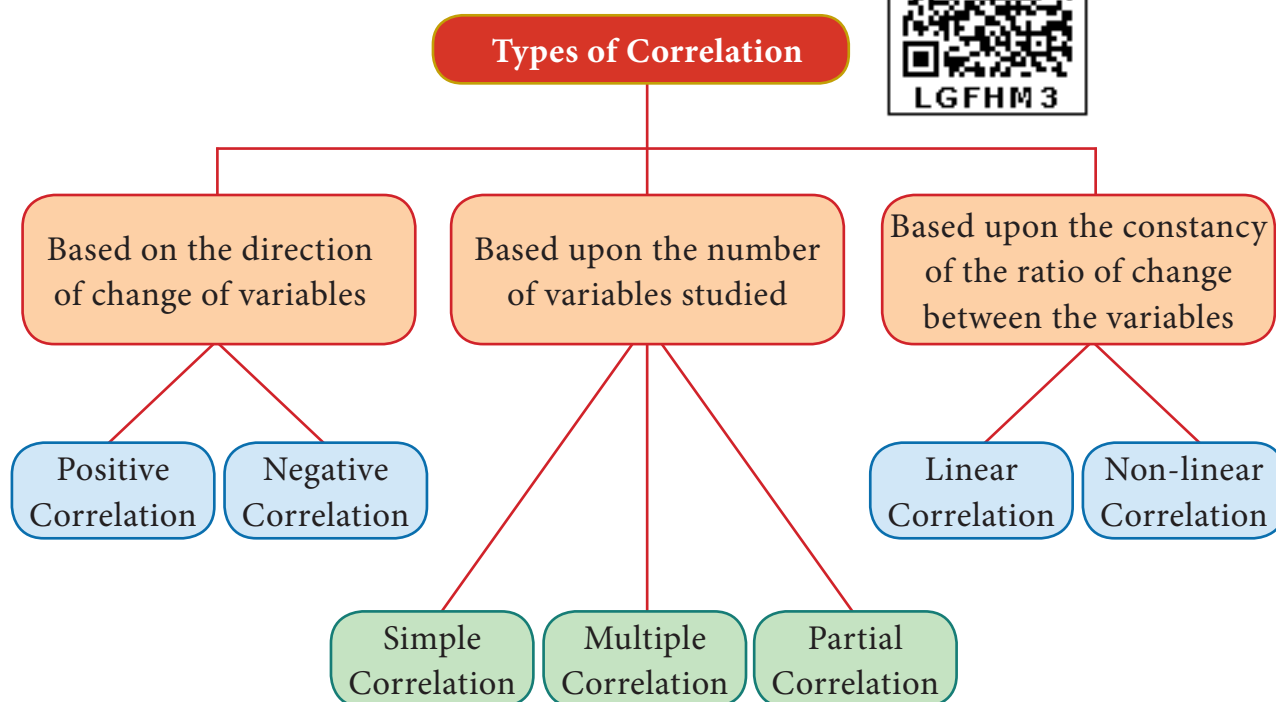 Types of Correlation
LGFHM3
Based on the direction
of change of variables
Based upon the number
of variables studied
Based upon the constancy
of the ratio of change
between the variables
Positive
Correlation
Negative
Correlation
Linear
Correlation
Non-linear
Correlation
Simple
Correlation
Multiple
Correlation
Partial
Correlation